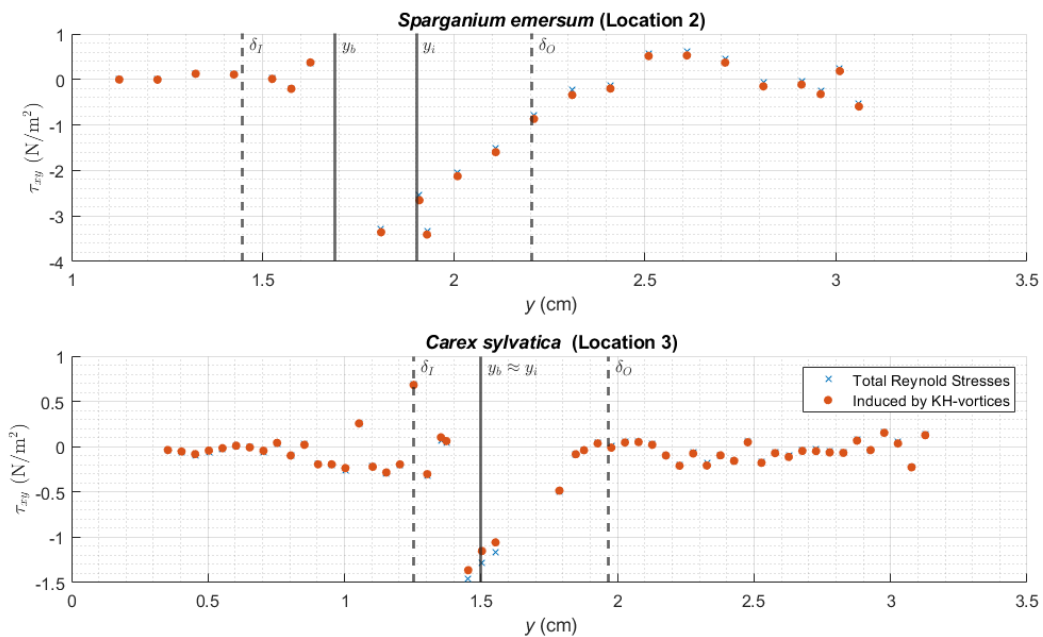 Sparganium emersum (Location 2)
1
0
-1
-2
-3
-4
τxy (N/m²)
δI
yb
yi
δO
1
1.5
2
2.5
3
3.5
y (cm)
Carex sylvatica (Location 3)
1
0.5
0
-0.5
-1
-1.5
τxy (N/m²)
δI
yb ≈ yi
δO
Total Reynold Stresses
Induced by KH-vortices
0
0.5
1
1.5
2
2.5
3
3.5
y (cm)